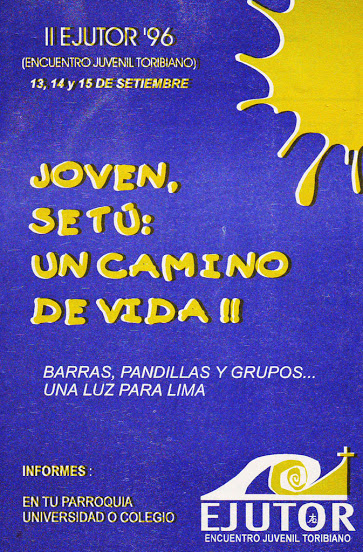 II EJUTOR '96
(ENCUENTRO JUVENIL TORIBIANO)
13, 14 y 15 DE SETIEMBRE
JOVEN,
SE TÚ:
UN CAMINO
DE VIDA II
BARRAS, PANDILLAS Y GRUPOS...
UNA LUZ PARA LIMA
INFORMES :
EN TU PARROQUIA
UNIVERSIDAD O COLEGIO
EJUTOR
ENCUENTRO JUVENIL TORIBIANO